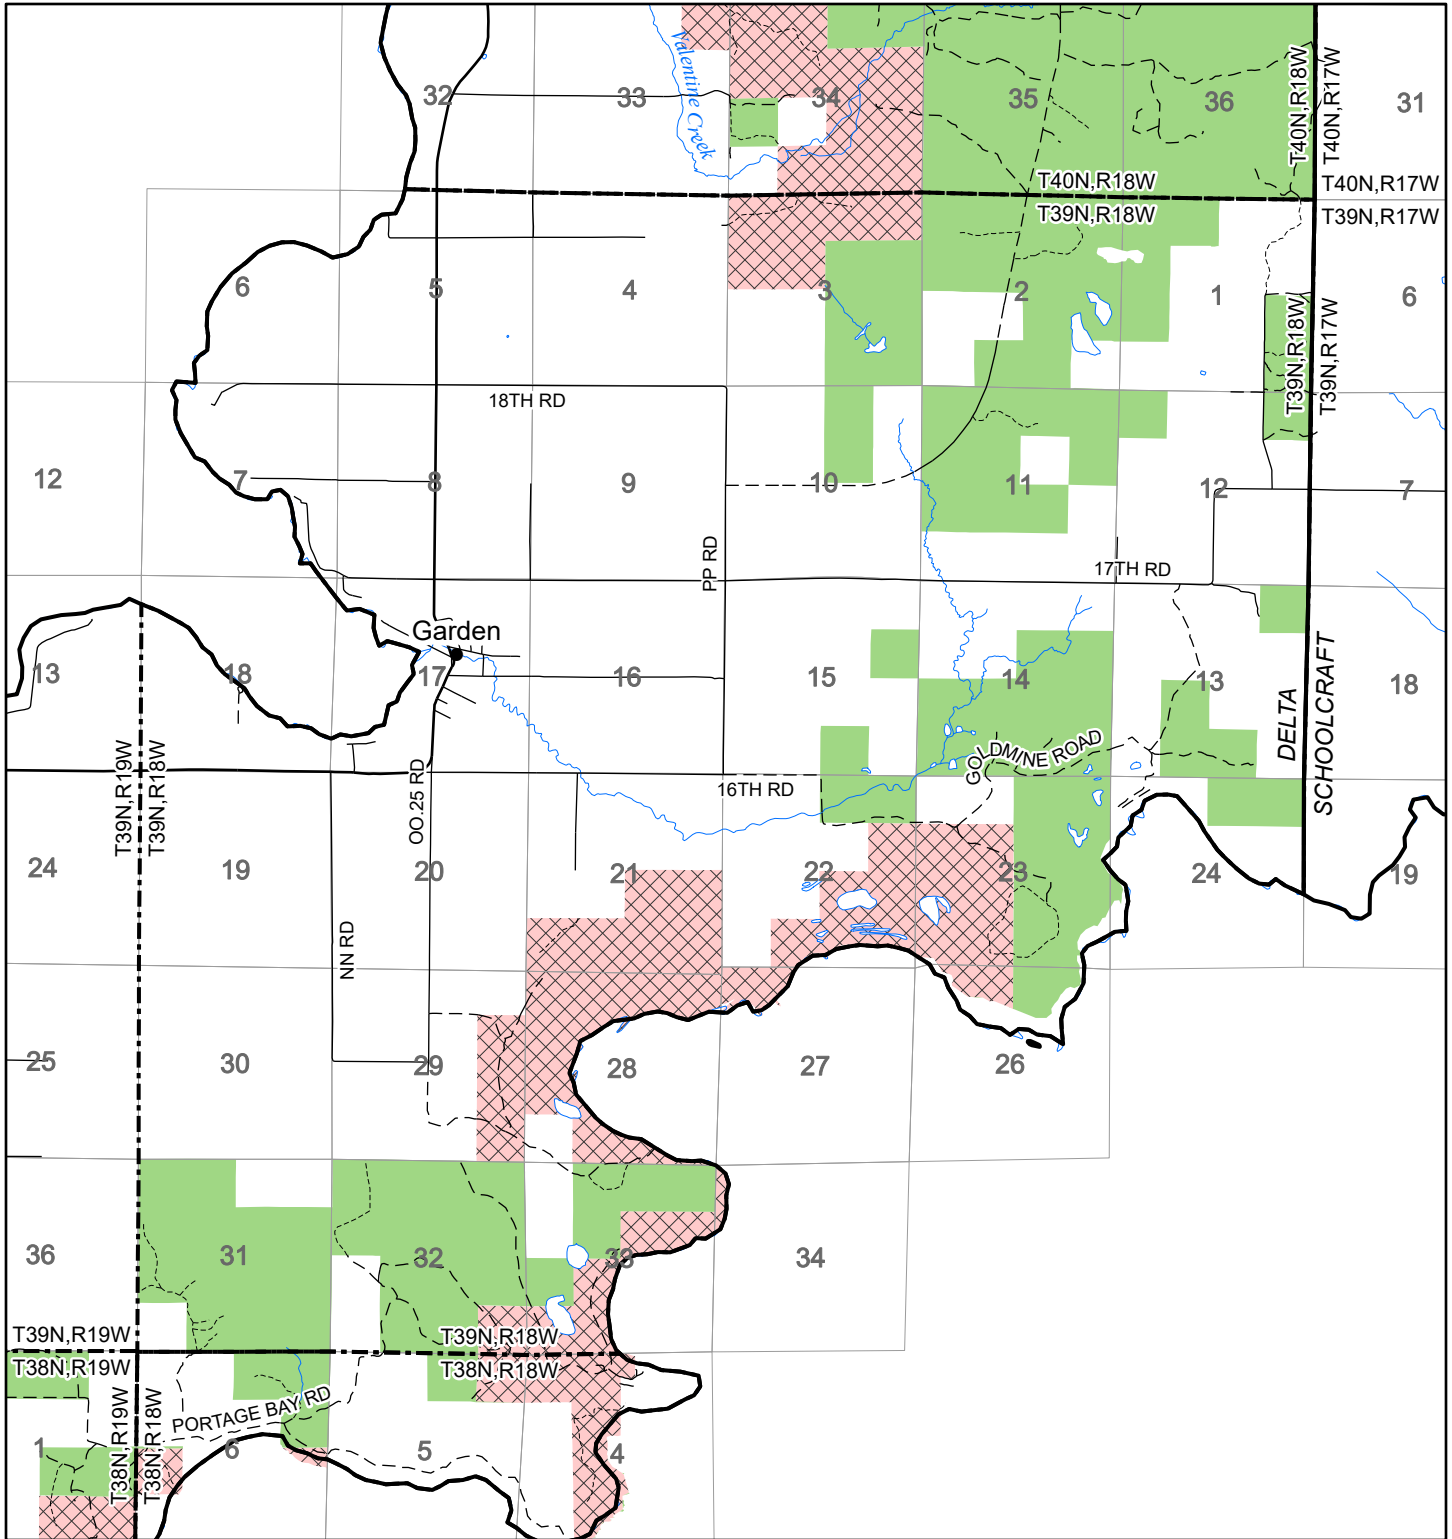 Valentine Creek
32
33
34
35
36
31
T40N,R18W
T40N,R17W
T40N,R18W
T39N,R18W
T40N,R17W
T39N,R17W
6
5
4
3
2
1
6
T39N,R18W
T39N,R17W
18TH RD
12
7
8
9
10
11
12
7
PP RD
17TH RD
Garden
13
18
17
16
15
14
13
18
DELTA
SCHOOLCRAFT
GOLDMINE ROAD
T39N,R19W
T39N,R18W
OO.25 RD
16TH RD
24
19
20
21
22
23
24
19
NN RD
25
30
29
28
27
26
36
31
32
33
34
T39N,R19W
T38N,R19W
T39N,R18W
T38N,R18W
PORTAGE BAY RD
T38N,R19W
T38N,R18W
1
6
5
4